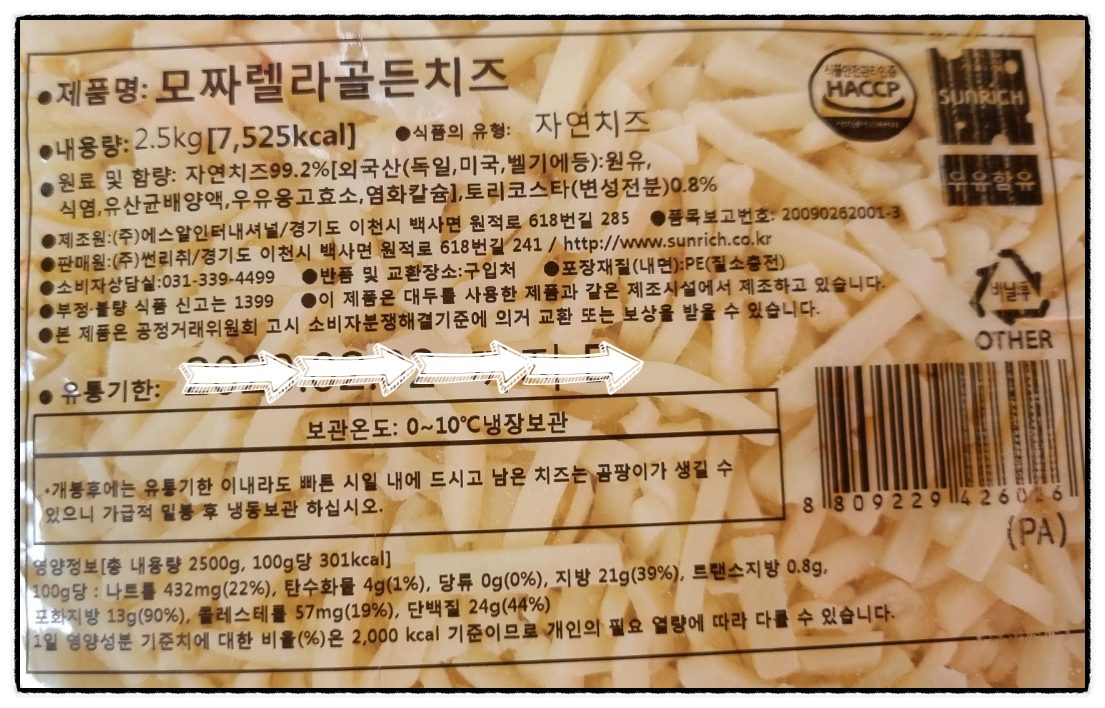 ●제품명: 모짜렐라골든치즈
식품안전관리인증
HACCP
SUNRICH
●내용량: 2.5kg[7,525kcal] ●식품의 유형: 자연치즈
우유함유
●원료 및 함량: 자연치즈99.2%[외국산(독일,미국,벨기에등):원유,
식염,유산균배양액,우유응고효소,염화칼슘],토리코스타(변성전분)0.8%
●제조원:(주)에스알인터내셔널/경기도 이천시 백사면 원적로 618번길 285 ●품목보고번호: 20090262001-3
●판매원:(주)썬리취/경기도 이천시 백사면 원적로 618번길 241 / http://www.sunrich.co.kr
●소비자상담실:031-339-4499 ●반품 및 교환장소:구입처 ●포장재질(내면):PE(질소충전)
●부정·불량 식품 신고는 1399 ●이 제품은 대두를 사용한 제품과 같은 제조시설에서 제조하고 있습니다.
●본 제품은 공정거래위원회 고시 소비자분쟁해결기준에 의거 교환 또는 보상을 받을 수 있습니다.
비닐류
OTHER
●유통기한:
보관온도: 0~10℃냉장보관
·개봉후에는 유통기한 이내라도 빠른 시일 내에 드시고 남은 치즈는 곰팡이가 생길 수
있으니 가급적 밀봉 후 냉동보관 하십시오.
8 809229 426026
(PA)
영양정보[총 내용량 2500g, 100g당 301kcal]
100g당 : 나트륨 432mg(22%), 탄수화물 4g(1%), 당류 0g(0%), 지방 21g(39%), 트랜스지방 0.8g,
포화지방 13g(90%), 콜레스테롤 57mg(19%), 단백질 24g(44%)
1일 영양성분 기준치에 대한 비율(%)은 2,000 kcal 기준이므로 개인의 필요 열량에 따라 다를 수 있습니다.